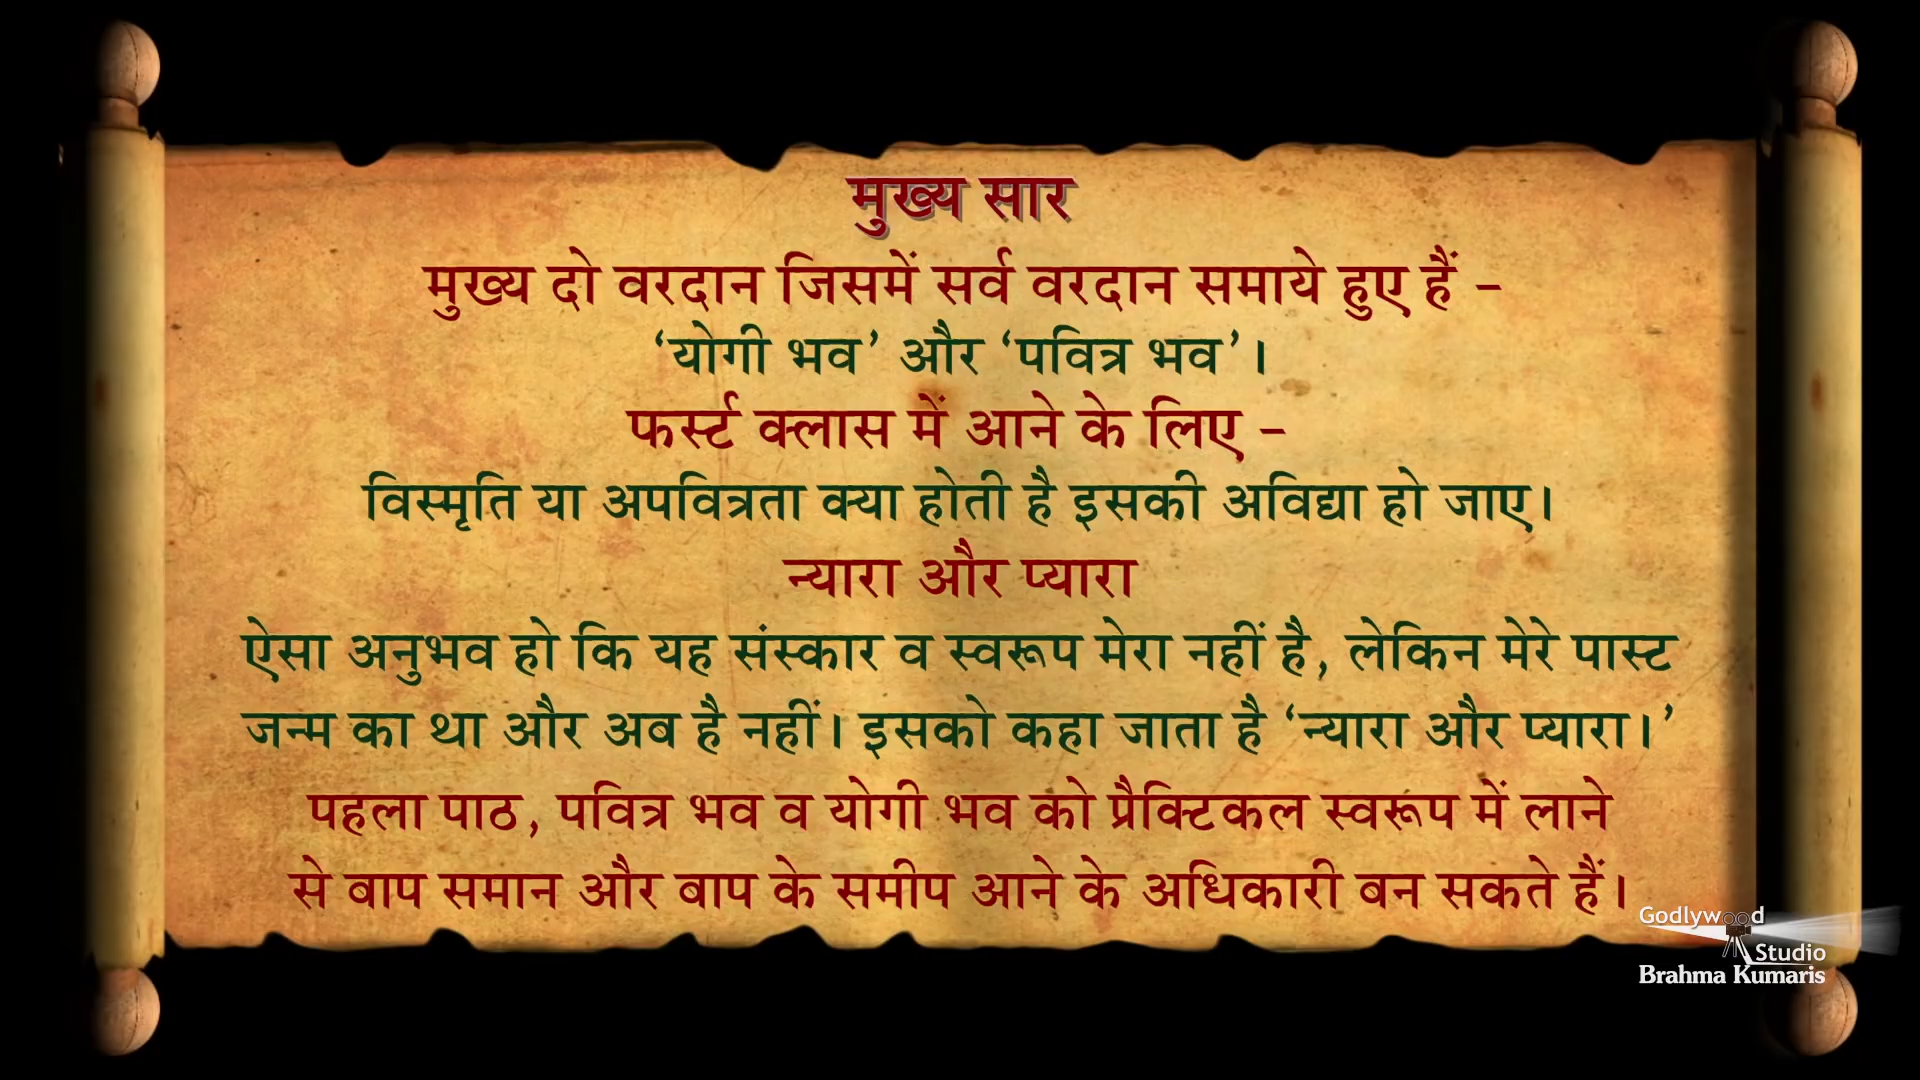 मुख्य सार
मुख्य दो वरदान जिसमें सर्व वरदान समाये हुए हैं –
‘योगी भव’ और ‘पवित्र भव’।
फर्स्ट क्लास में आने के लिए –
विस्मृति या अपवित्रता क्या होती है इसकी अविद्या हो जाए।
न्यारा और प्यारा
ऐसा अनुभव हो कि यह संस्कार व स्वरूप मेरा नहीं है, लेकिन मेरे पास्ट
जन्म का था और अब है नहीं। इसको कहा जाता है ‘न्यारा और प्यारा।’
पहला पाठ, पवित्र भव व योगी भव को प्रैक्टिकल स्वरूप में लाने
से बाप समान और बाप के समीप आने के अधिकारी बन सकते हैं।
Godlywood
Studio
Brahma Kumaris